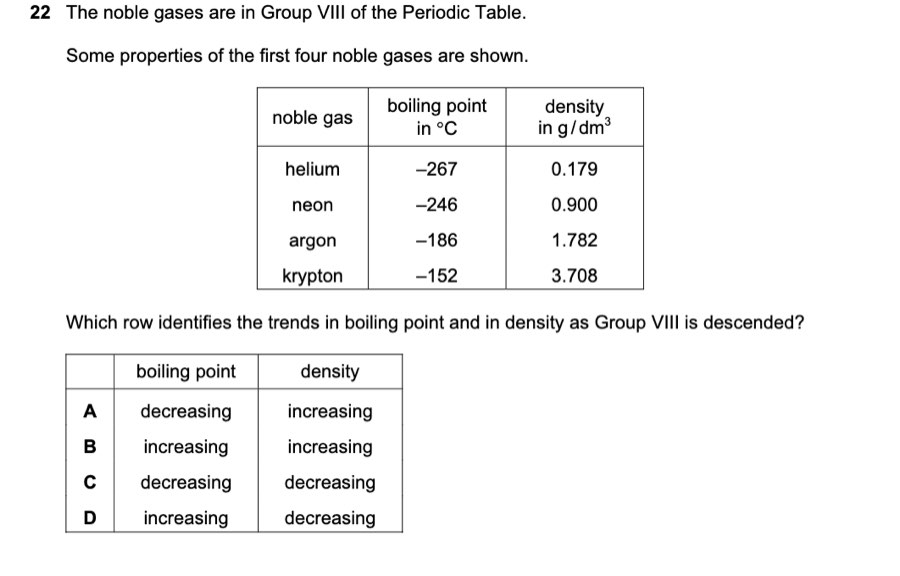 22 The noble gases are in Group VIII of the Periodic Table.
Some properties of the first four noble gases are shown.
noble gas boiling point in °C density in g/dm³
helium –267 0.179
neon –246 0.900
argon –186 1.782
krypton –152 3.708
Which row identifies the trends in boiling point and in density as Group VIII is descended?
boiling point density
A decreasing increasing
B increasing increasing
C decreasing decreasing
D increasing decreasing